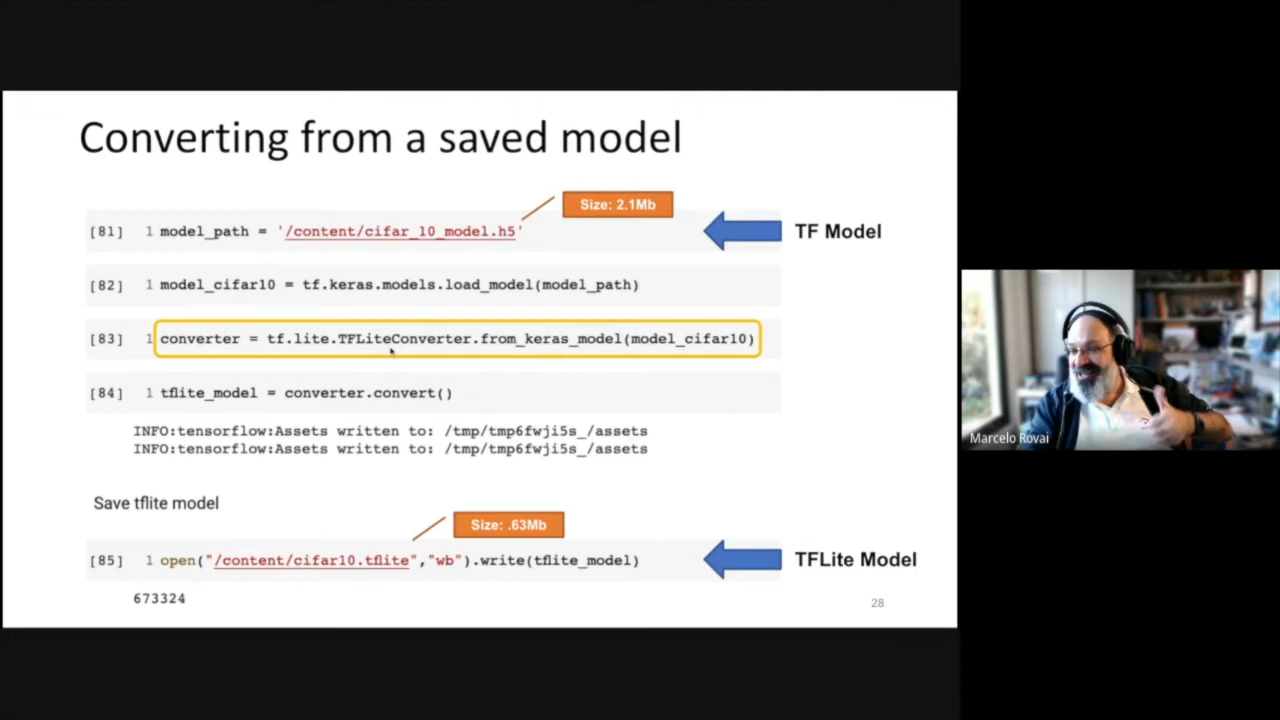 Converting from a saved model
Size: 2.1Mb
[81] 1 model_path = '/content/cifar_10_model.h5'
TF Model
[82] 1 model_cifar10 = tf.keras.models.load_model(model_path)
[83] 1 converter = tf.lite.TFLiteConverter.from_keras_model(model_cifar10)
[84] 1 tflite_model = converter.convert()
INFO:tensorflow:Assets written to: /tmp/tmp6fwji5s_/assets
INFO:tensorflow:Assets written to: /tmp/tmp6fwji5s_/assets
Save tflite model
Size: .63Mb
[85] 1 open("/content/cifar10.tflite","wb").write(tflite_model)
TFLite Model
673324
28
Marcelo Rovai